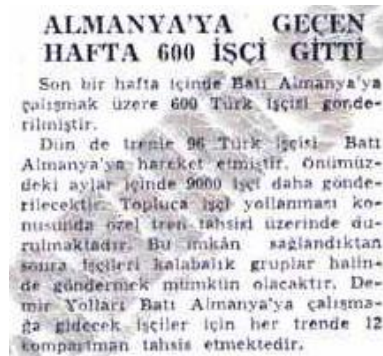 ALMANYA'YA GEÇEN
HAFTA 600 İŞÇİ GİTTİ
Son bir hafta içinde Batı Almanya'ya
çalışmak üzere 600 Türk işçisi gönde-
rilmiştir.
Dün de trenle 96 Türk işçisi Batı
Almanya'ya hareket etmiştir. Önümüz-
deki aylar içinde 9000 işçi daha gönde-
rilecektir. Topluca işçi yollanması ko-
nusunda özel tren tahsisi üzerinde du-
rulmaktadır. Bu imkân sağlandıktan
sonra işçileri kalabalık gruplar halin-
de göndermek mümkün olacaktır. De-
mir Yolları Batı Almanya'ya çalışma-
ğa gidecek işçiler için her trende 12
kompartıman tahsis etmektedir.